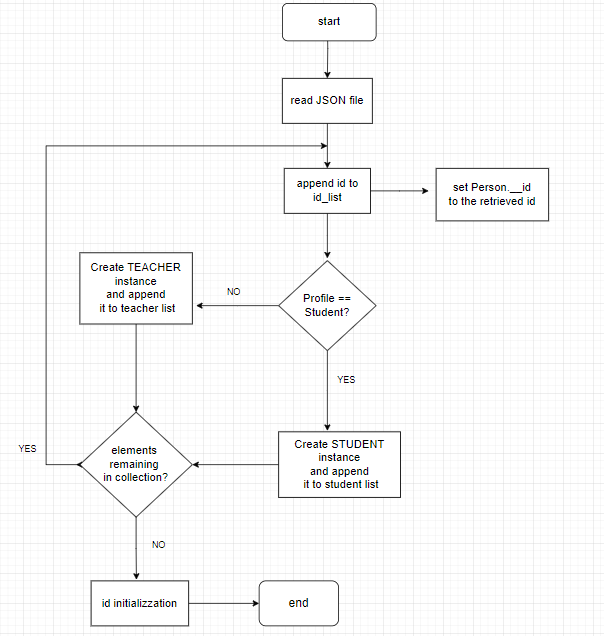 start
read JSON file
append id to
id_list
set Person.__id
to the retrieved id
Create TEACHER
instance
and append
it to teacher list
NO
Profile ==
Student?
YES
Create STUDENT
instance
and append
it to student list
YES
elements
remaining
in collection?
NO
id initializzation
end